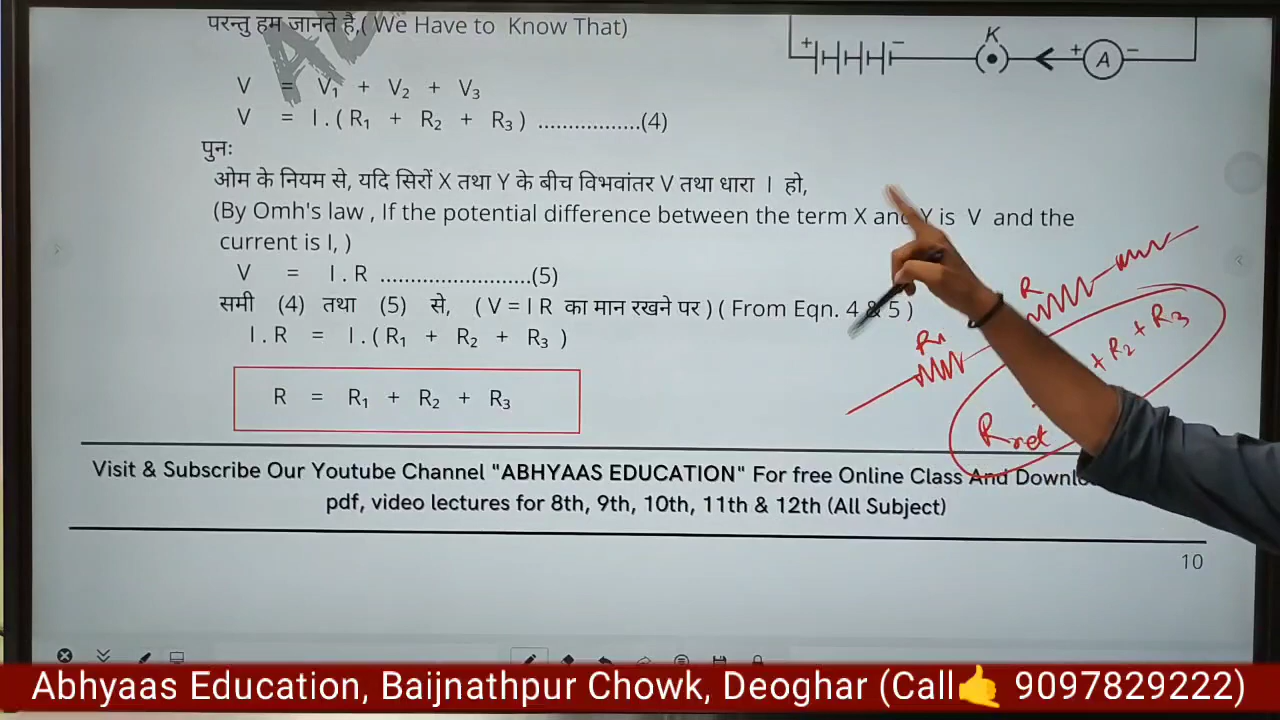 परन्तु हम जानते है,( We Have to Know That)
+ − K + A −
V = V₁ + V₂ + V₃
V = I . ( R₁ + R₂ + R₃ ) .................(4)
पुनः
ओम के नियम से, यदि सिरों X तथा Y के बीच विभवांतर V तथा धारा I हो,
(By Omh's law , If the potential difference between the term X and Y is V and the
current is I, )
V = I . R ........................(5)
समी (4) तथा (5) से, ( V = I R का मान रखने पर ) ( From Eqn. 4 & 5 )
I . R = I . ( R₁ + R₂ + R₃ )
R = R₁ + R₂ + R₃
R₁
R
+ R₂ + R₃
Visit & Subscribe Our Youtube Channel "ABHYAAS EDUCATION" For free Online Class And
pdf, video lectures for 8th, 9th, 10th, 11th & 12th (All Subject)
10
Abhyaas Education, Baijnathpur Chowk, Deoghar (Call🤙 9097829222)